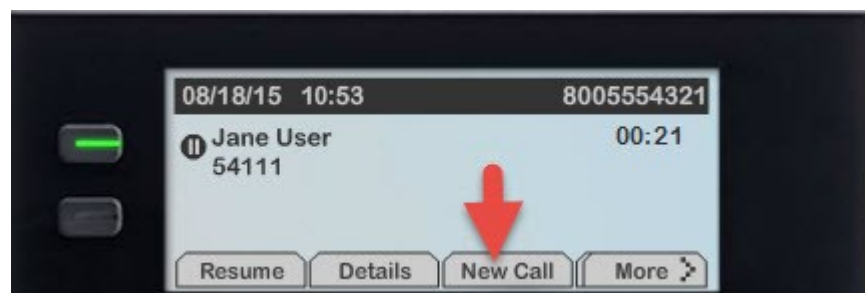 08/18/15 10:53 8005554321
Jane User 00:21
54111
Resume Details New Call More